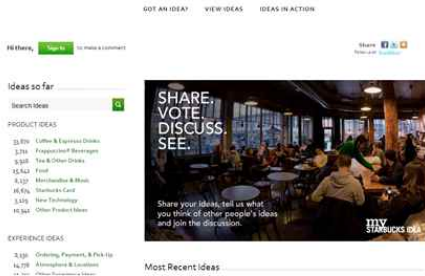 GOT AN IDEA? VIEW IDEAS IDEAS IN ACTION
Hi there, Sign In to make a comment
Share
Ideas so far
Search Ideas
PRODUCT IDEAS
Coffee & Espresso Drinks
Frappuccino® Beverages
Tea & Other Drinks
Food
Merchandise & Music
Starbucks Card
New Technology
Other Product Ideas
EXPERIENCE IDEAS
Ordering, Payment, & Pick-Up
Atmosphere & Locations
Other Experience Ideas
SHARE.
VOTE.
DISCUSS.
SEE.
Share your ideas, tell us what
you think of other people's ideas
and join the discussion.
my
STARBUCKS IDEA
Most Recent Ideas